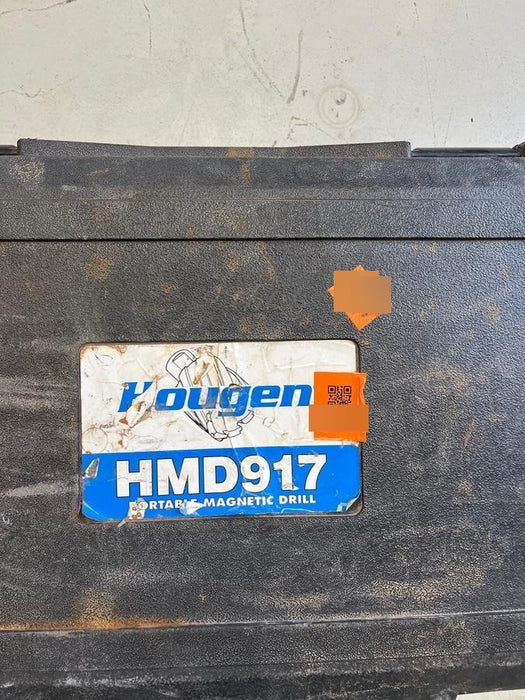 Hougen
HMD917
PORTABLE MAGNETIC DRILL